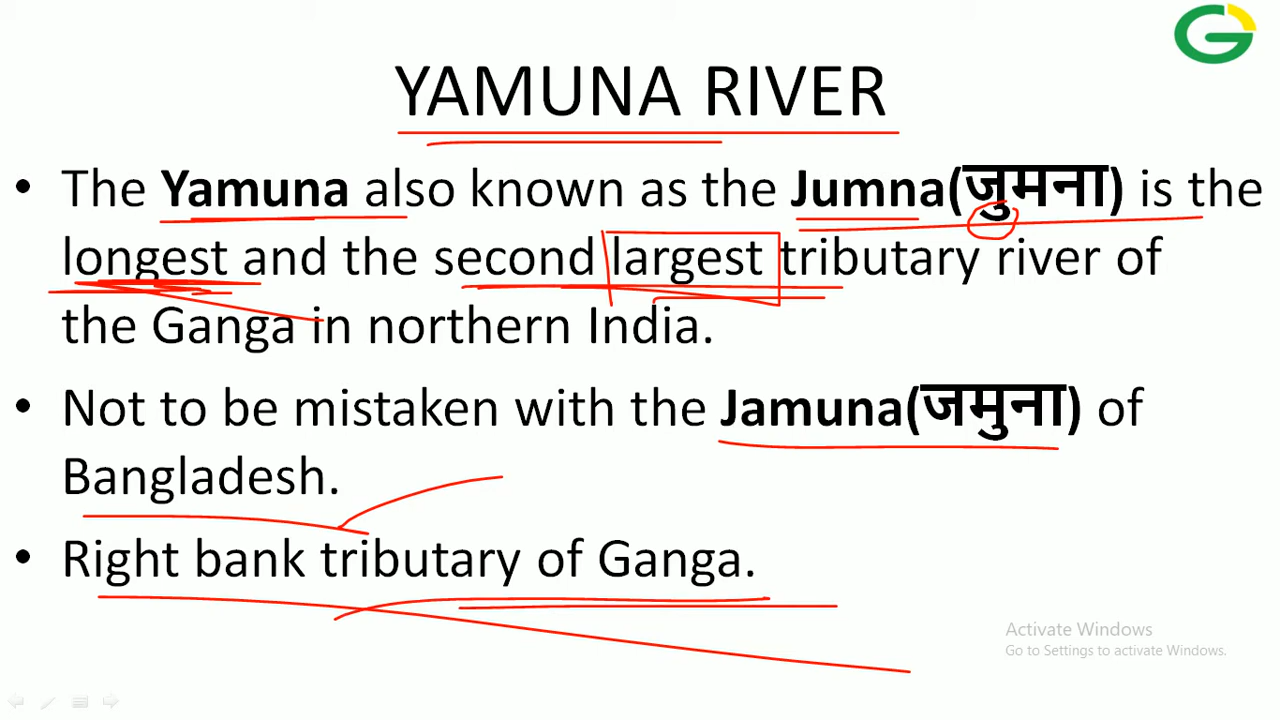 YAMUNA RIVER
• The Yamuna also known as the Jumna(जुमना) is the
longest and the second largest tributary river of
the Ganga in northern India.
• Not to be mistaken with the Jamuna(जमुना) of
Bangladesh.
• Right bank tributary of Ganga.
Activate Windows
Go to Settings to activate Windows.